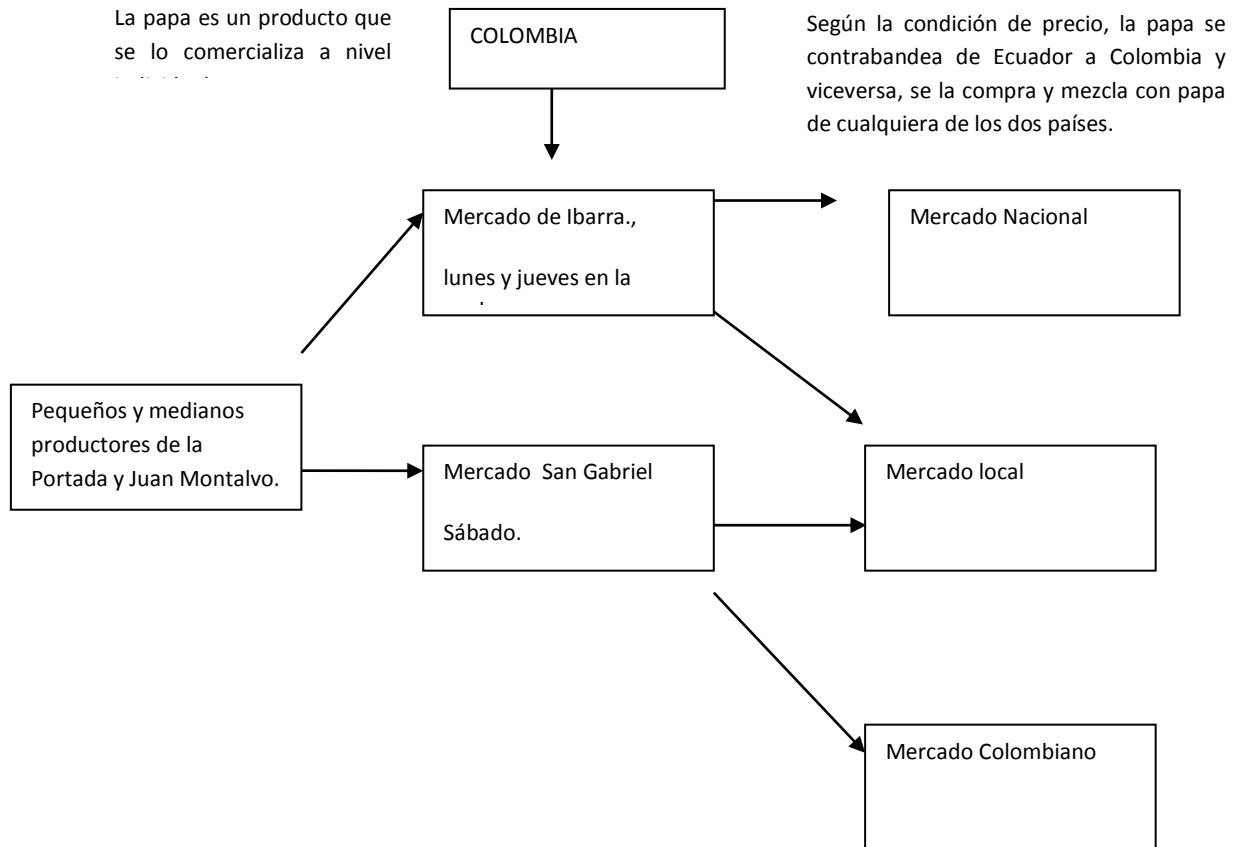 La papa es un producto que
se lo comercializa a nivel
COLOMBIA
Según la condición de precio, la papa se
contrabandea de Ecuador a Colombia y
viceversa, se la compra y mezcla con papa
de cualquiera de los dos países.
Mercado de Ibarra.,
lunes y jueves en la
Mercado Nacional
Pequeños y medianos
productores de la
Portada y Juan Montalvo.
Mercado San Gabriel
Sábado.
Mercado local
Mercado Colombiano